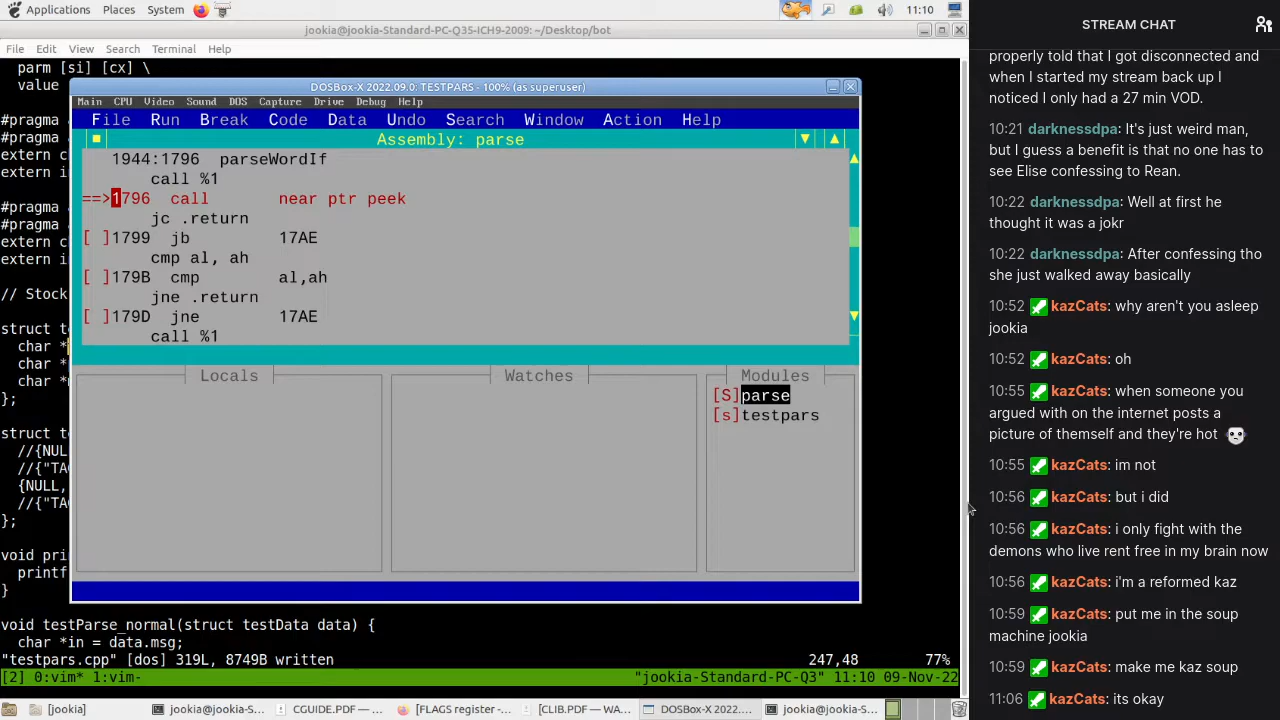 Applications Places System 11:10
jookia@jookia-Standard-PC-Q35-ICH9-2009: ~/Desktop/bot
File Edit View Search Terminal Help
parm [si] [cx] \
value
#pragma
#pragma
extern c
extern i
#pragma
#pragma
extern c
extern i
// Stock
struct te
char *
char *
char *
};
struct te
//{NULL
//{"TAG
{NULL,
//{"TAG
};
void prin
printf
}
void testParse_normal(struct testData data) {
char *in = data.msg;
"testpars.cpp" [dos] 319L, 8749B written 247,48 77%
[2] 0:vim* 1:vim- "jookia-Standard-PC-Q3" 11:10 09-Nov-22
DOSBox-X 2022.09.0: TESTPARS - 100% (as superuser)
Main CPU Video Sound DOS Capture Drive Debug Help
File Run Break Code Data Undo Search Window Action Help
Assembly: parse
1944:1796 parseWordIf
call %1
==>1796 call near ptr peek
jc .return
[ ]1799 jb 17AE
cmp al, ah
[ ]179B cmp al,ah
jne .return
[ ]179D jne 17AE
call %1
Locals Watches Modules
[S]parse
[s]testpars
[jookia] jookia@jookia-S... CGUIDE.PDF — ... [FLAGS register -... [CLIB.PDF — WA... DOSBox-X 2022.... jookia@jookia-S...
STREAM CHAT
properly told that I got disconnected and
when I started my stream back up I
noticed I only had a 27 min VOD.
10:21 darknessdpa: It's just weird man,
but I guess a benefit is that no one has to
see Elise confessing to Rean.
10:22 darknessdpa: Well at first he
thought it was a jokr
10:22 darknessdpa: After confessing tho
she just walked away basically
10:52 kazCats: why aren't you asleep
jookia
10:52 kazCats: oh
10:55 kazCats: when someone you
argued with on the internet posts a
picture of themself and they're hot
10:55 kazCats: im not
10:56 kazCats: but i did
10:56 kazCats: i only fight with the
demons who live rent free in my brain now
10:56 kazCats: i'm a reformed kaz
10:59 kazCats: put me in the soup
machine jookia
10:59 kazCats: make me kaz soup
11:06 kazCats: its okay